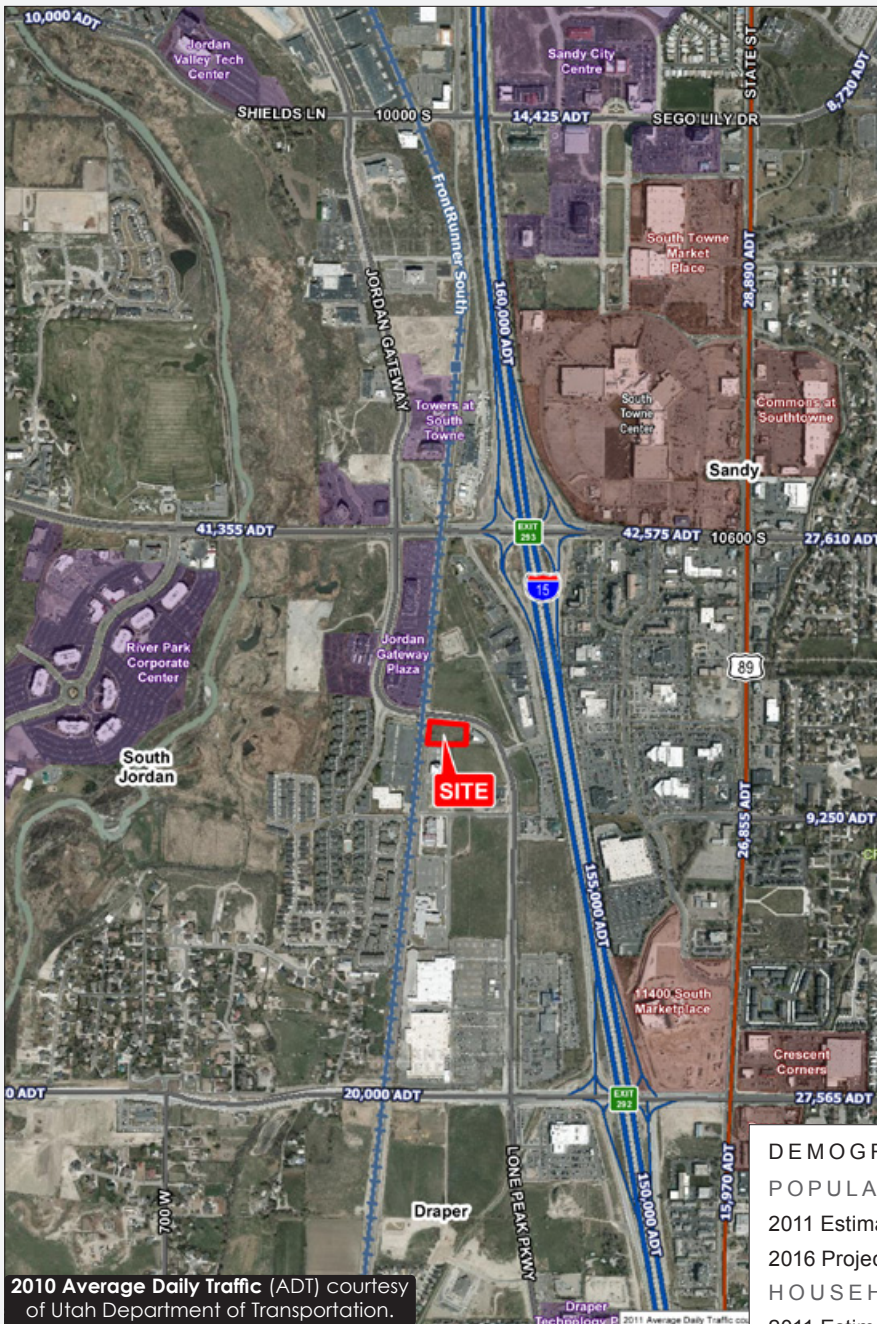 10,000 ADT
Jordan
Valley Tech
Center
Sandy City
Centre
STATE ST
8,720 ADT
SHIELDS LN
10000 S
14,425 ADT
SEGO LILY DR
FrontRunner South
South Towne
Market
Place
28,890 ADT
160,000 ADT
JORDAN GATEWAY
Towers at
South
Towne
South
Towne
Center
Commons at
Southtowne
Sandy
41,355 ADT
EXIT
293
42,575 ADT
10600 S
27,610 ADT
15
River Park
Corporate
Center
Jordan
Gateway
Plaza
89
South
Jordan
SITE
9,250 ADT
26,855 ADT
155,000 ADT
11400 South
Marketplace
Crescent
Corners
0 ADT
20,000 ADT
EXIT
292
27,565 ADT
700 W
Draper
LONE PEAK PKWY
150,000 ADT
15,970 ADT
DEMOGR
POPULA
2011 Estima
2016 Projec
HOUSEH
2010 Average Daily Traffic (ADT) courtesy
of Utah Department of Transportation.
Draper
Technology P
2011 Average Daily Traffic cou